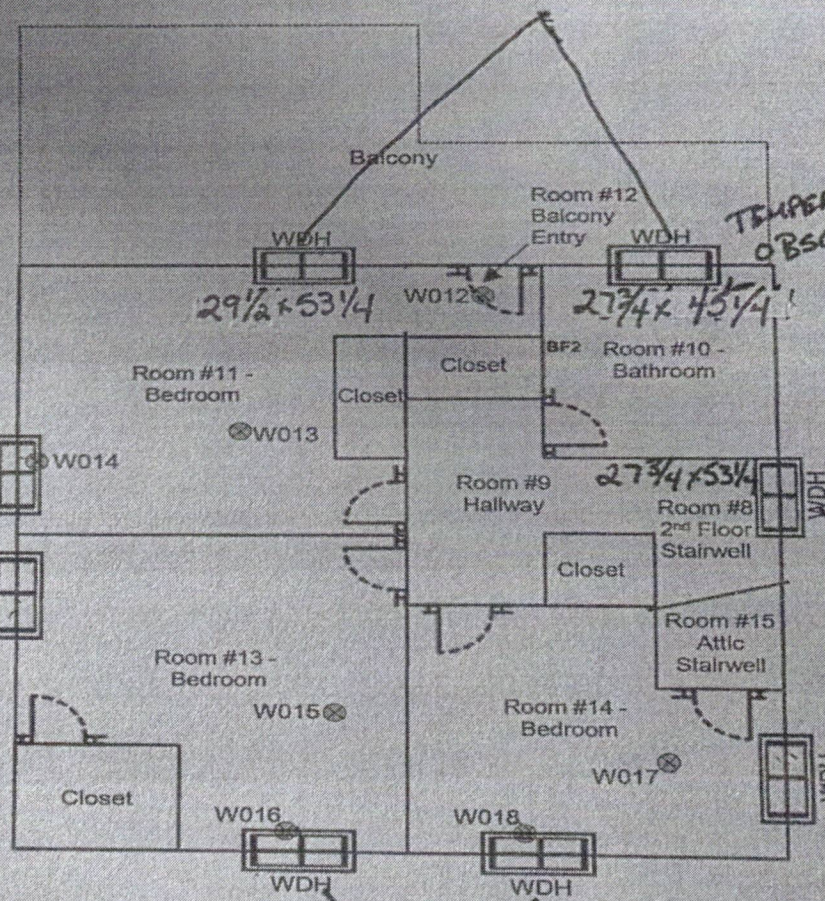 Balcony
Room #12
Balcony
Entry
WDH
WDH
W012
29 1/2 x 53 1/4
27 3/4 x 45 1/4
Room #11 -
Bedroom
Closet
Closet
BF2
Room #10 -
Bathroom
W013
W014
Room #9
Hallway
27 3/4 x 53 1/4
WDH
Room #8
2nd Floor
Stairwell
Closet
Room #15
Attic
Stairwell
Room #13 -
Bedroom
W015
Room #14 -
Bedroom
W017
Closet
W016
W018
WDH
WDH